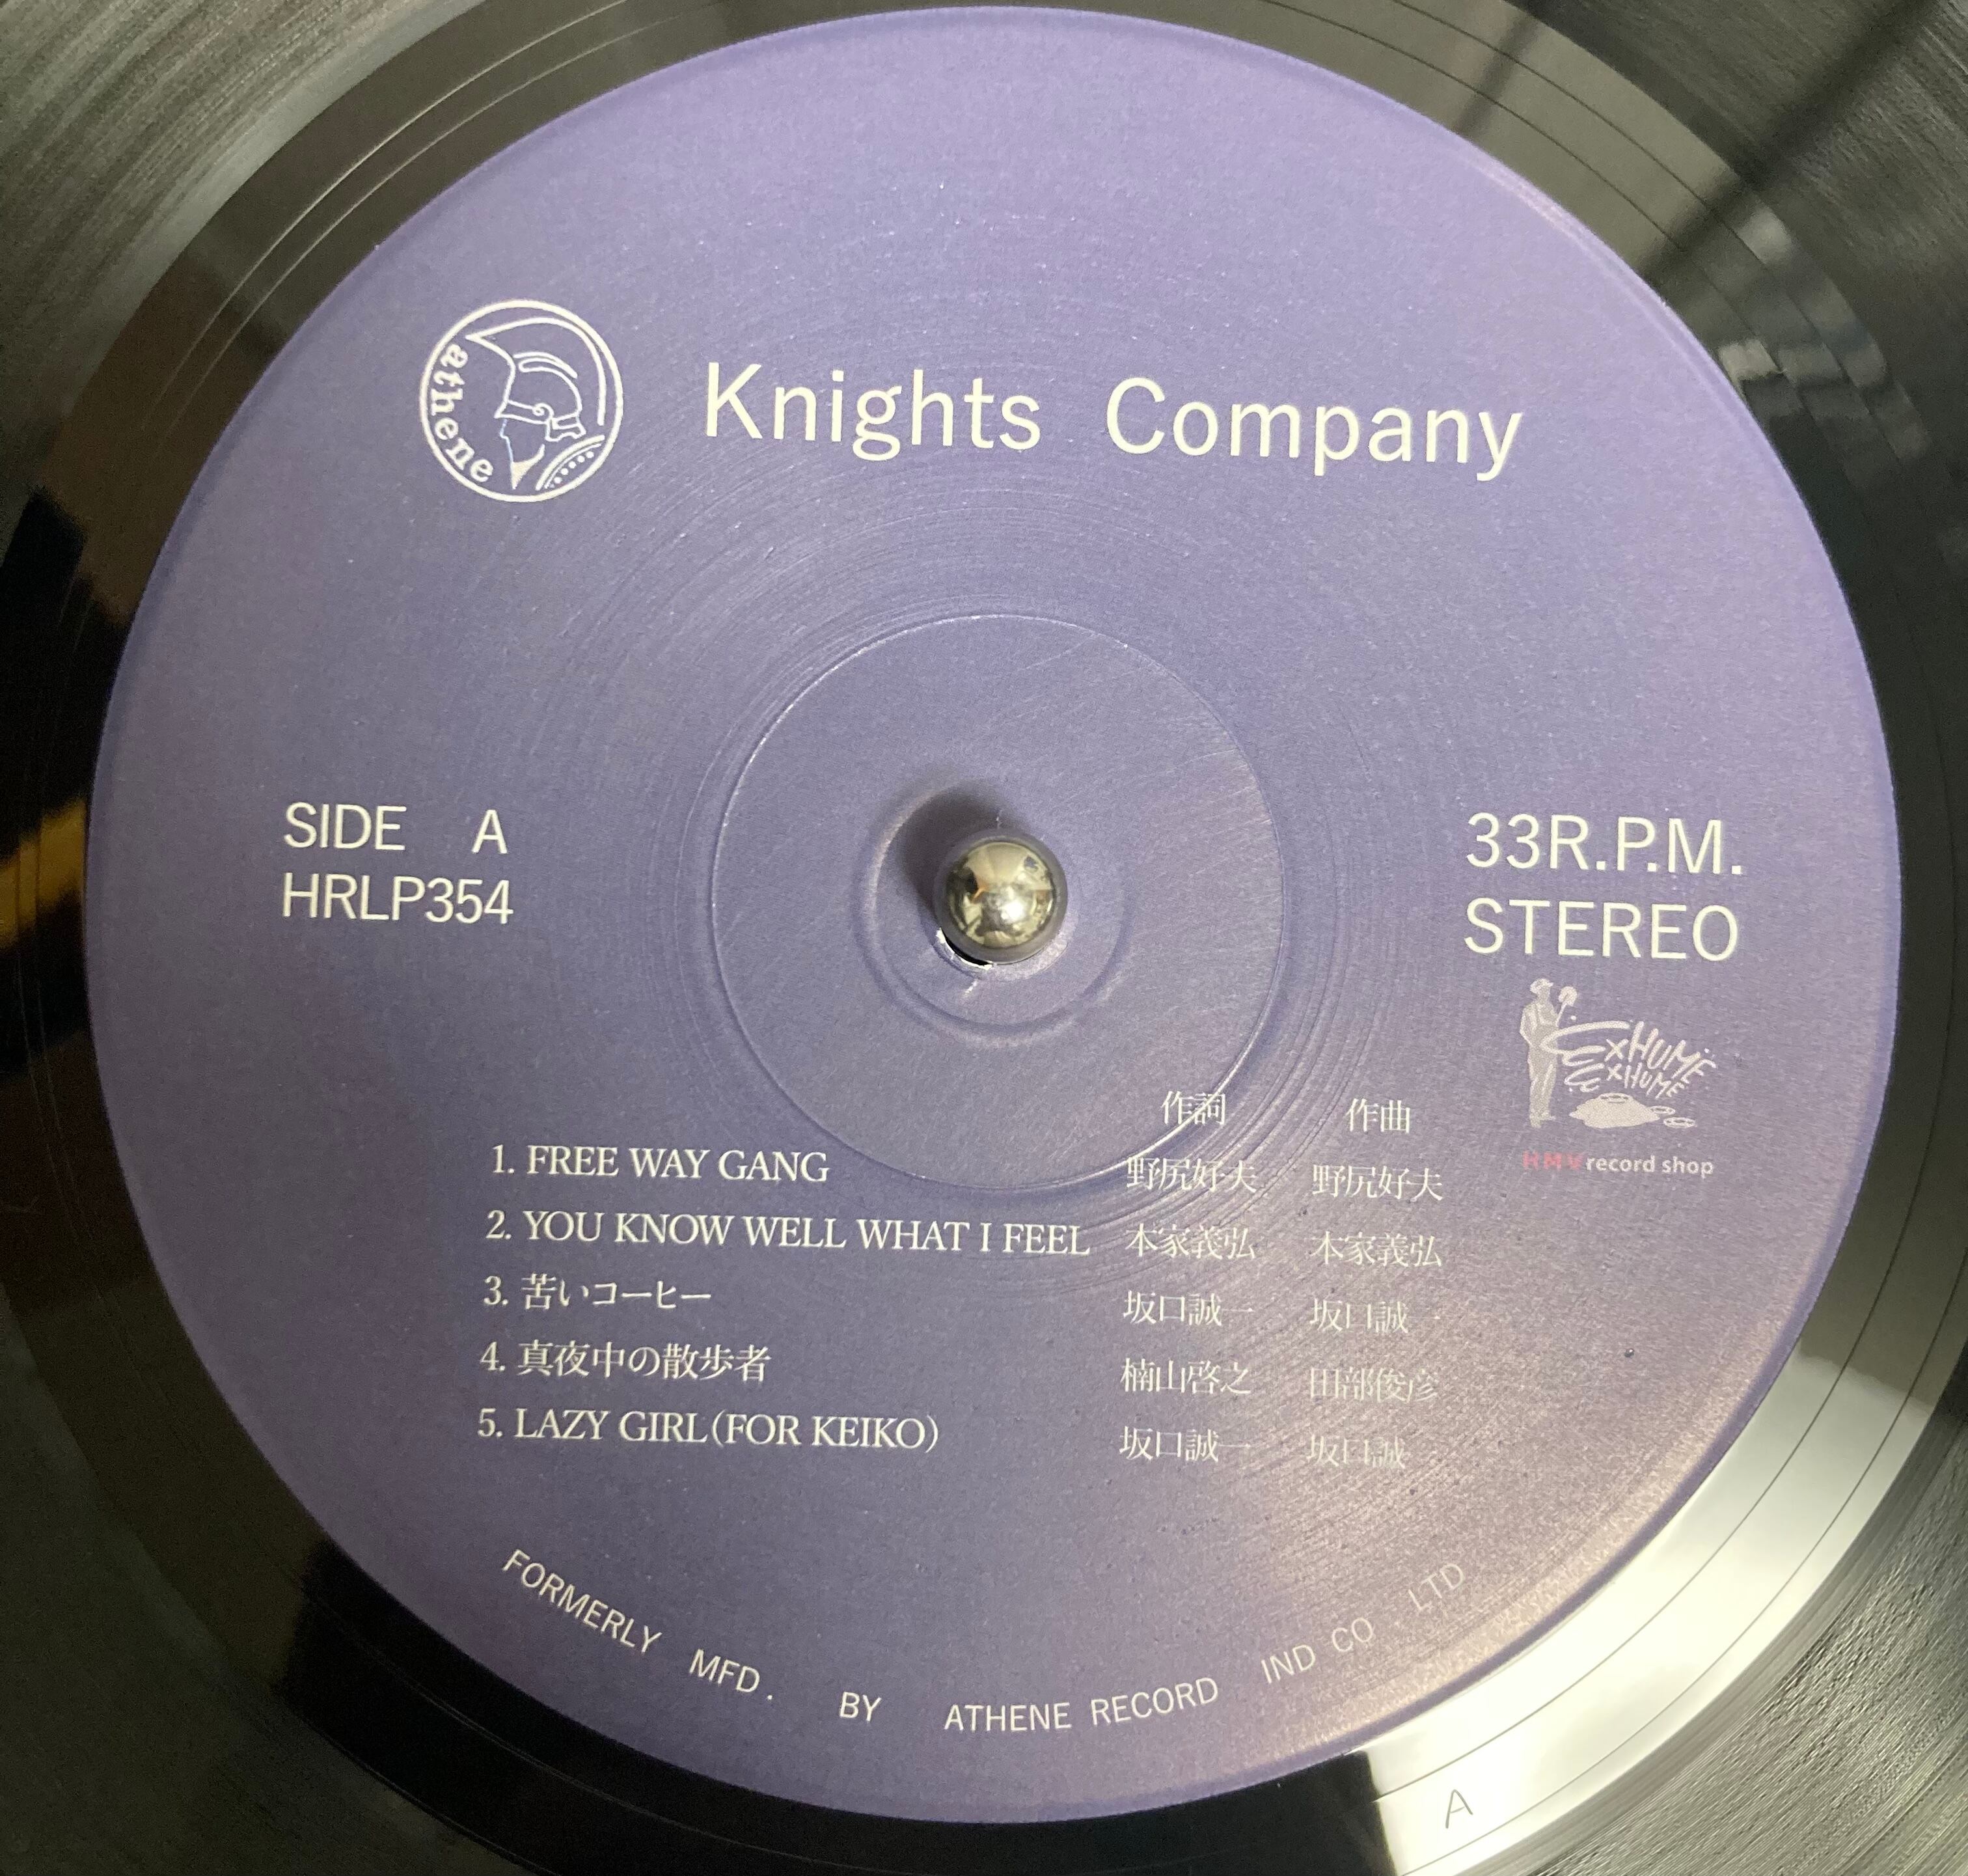 athene
Knights Company
SIDE A
HRLP354
33R.P.M.
STEREO
EXHUME
EXHUME
HMV record shop
作詞 作曲
1. FREE WAY GANG 野尻好夫 野尻好夫
2. YOU KNOW WELL WHAT I FEEL 本家義弘 本家義弘
3. 苦いコーヒー 坂口誠一 坂口誠一
4. 真夜中の散歩者 楠山啓之 田部俊彦
5. LAZY GIRL(FOR KEIKO) 坂口誠一 坂口誠一
FORMERLY MFD. BY ATHENE RECORD IND CO. LTD
A